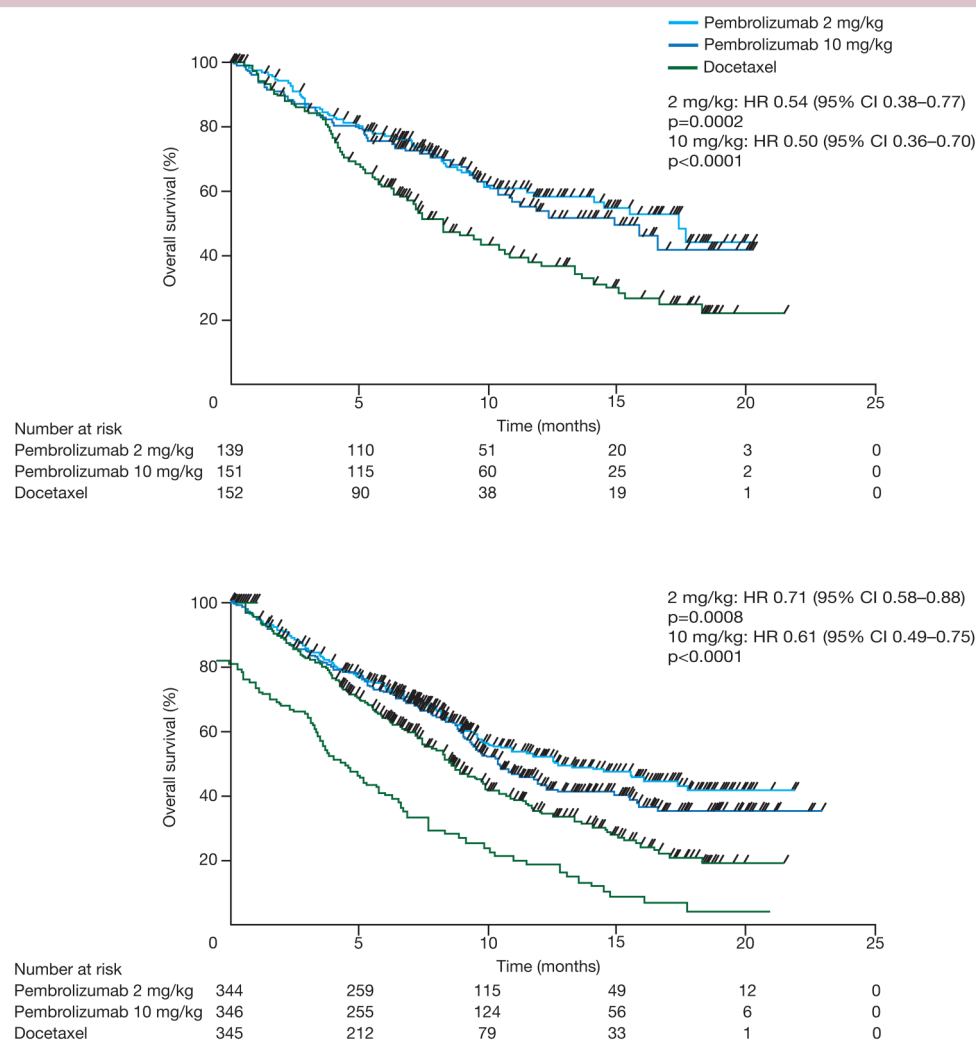 Pembrolizumab 2 mg/kg
Pembrolizumab 10 mg/kg
Docetaxel
2 mg/kg: HR 0.54 (95% CI 0.38–0.77)
p=0.0002
10 mg/kg: HR 0.50 (95% CI 0.36–0.70)
p<0.0001
Overall survival (%)
100
80
60
40
20
0 5 10 15 20 25
Time (months)
Number at risk
Pembrolizumab 2 mg/kg 139 110 51 20 3 0
Pembrolizumab 10 mg/kg 151 115 60 25 2 0
Docetaxel 152 90 38 19 1 0
2 mg/kg: HR 0.71 (95% CI 0.58–0.88)
p=0.0008
10 mg/kg: HR 0.61 (95% CI 0.49–0.75)
p<0.0001
Overall survival (%)
100
80
60
40
20
0 5 10 15 20 25
Time (months)
Number at risk
Pembrolizumab 2 mg/kg 344 259 115 49 12 0
Pembrolizumab 10 mg/kg 346 255 124 56 6 0
Docetaxel 345 212 79 33 1 0